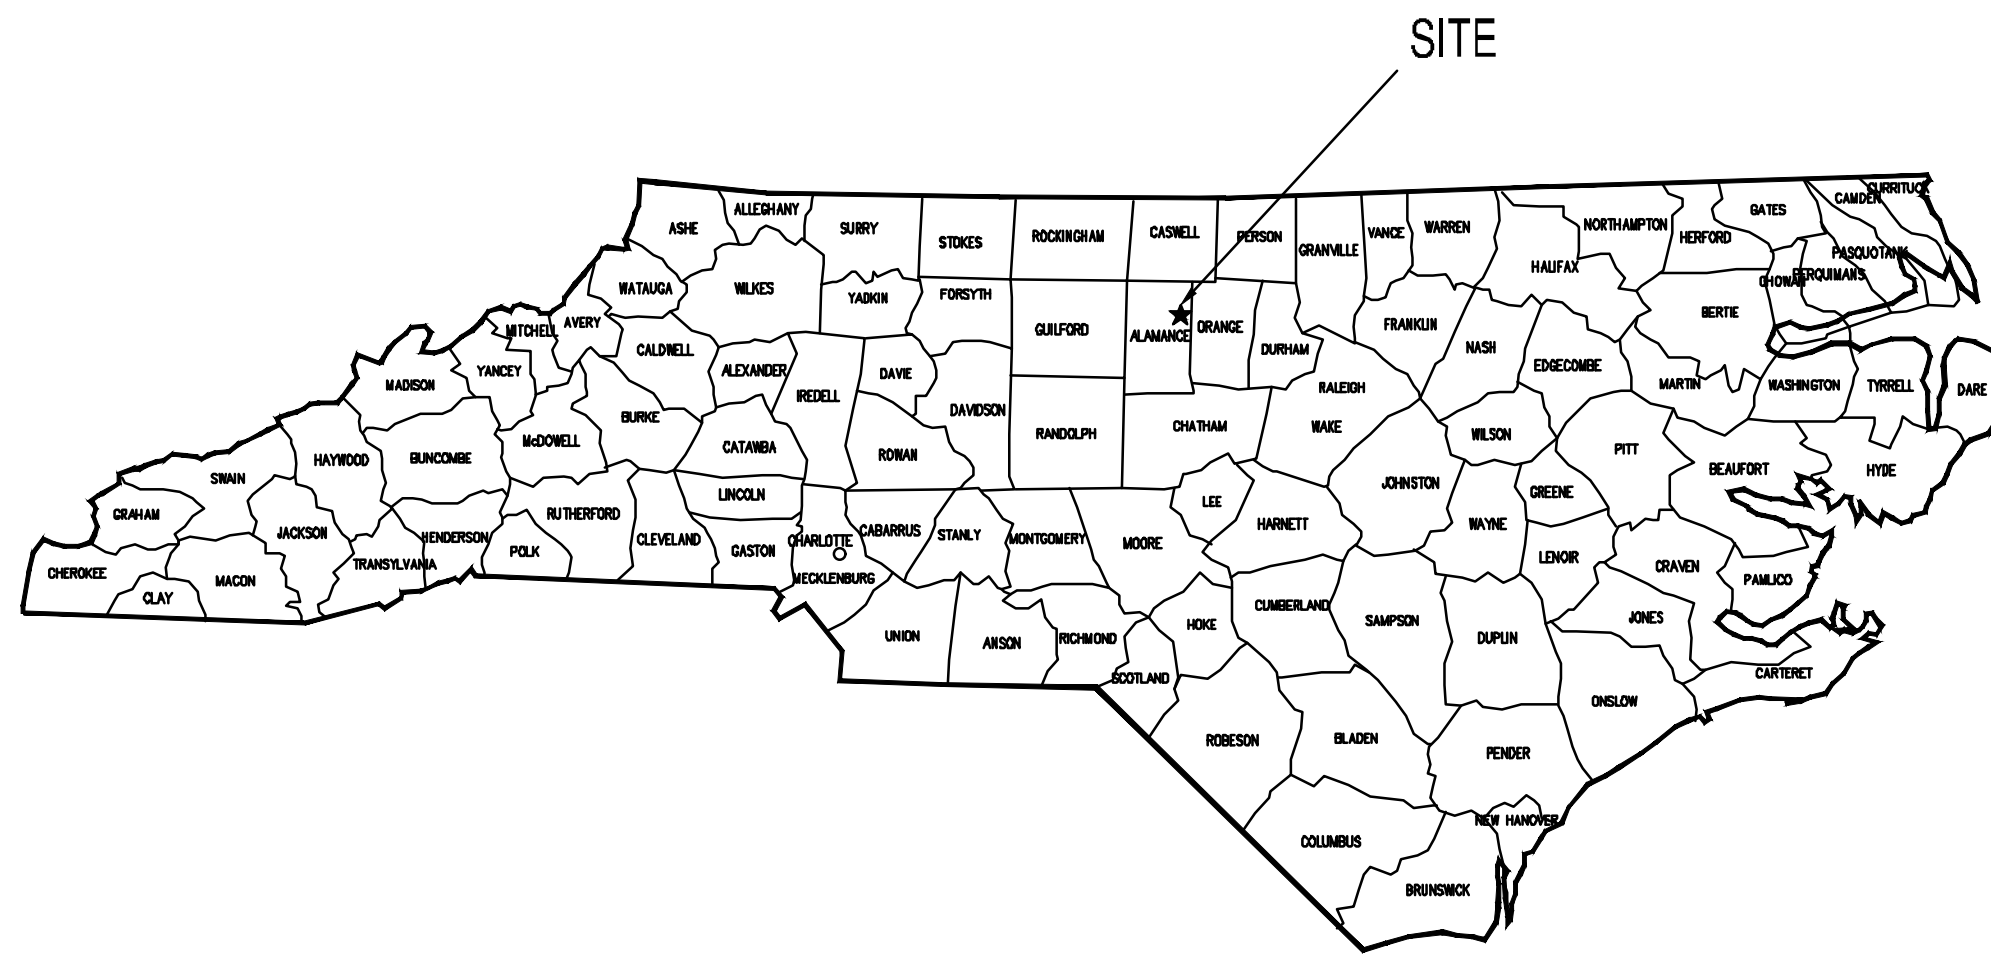 SITE
ALLEGHANY
ASHE
SURRY
STOKES
ROCKINGHAM
CASWELL
PERSON
GRANVILLE
VANCE
WARREN
NORTHAMPTON
HERFORD
GATES
CAMDEN
CURRITUCK
PASQUOTANK
PERQUIMANS
CHOWAN
HALIFAX
WATAUGA
WILKES
YADKIN
FORSYTH
GUILFORD
ALAMANCE
ORANGE
DURHAM
FRANKLIN
NASH
EDGECOMBE
BERTIE
MARTIN
WASHINGTON
TYRRELL
DARE
MITCHELL
AVERY
CALDWELL
ALEXANDER
IREDELL
DAVIE
DAVIDSON
RANDOLPH
CHATHAM
RALEIGH
WAKE
WILSON
PITT
BEAUFORT
HYDE
MADISON
YANCEY
McDOWELL
BURKE
CATAWBA
ROWAN
BUNCOMBE
HAYWOOD
SWAIN
GRAHAM
JACKSON
HENDERSON
TRANSYLVANIA
POLK
RUTHERFORD
CLEVELAND
LINCOLN
GASTON
CHARLOTTE
MECKLENBURG
CABARRUS
STANLY
MONTGOMERY
MOORE
LEE
HARNETT
JOHNSTON
WAYNE
GREENE
LENOIR
CRAVEN
PAMLICO
CHEROKEE
CLAY
MACON
UNION
ANSON
RICHMOND
SCOTLAND
HOKE
CUMBERLAND
SAMPSON
DUPLIN
JONES
CARTERET
ONSLOW
ROBESON
BLADEN
PENDER
NEW HANOVER
COLUMBUS
BRUNSWICK